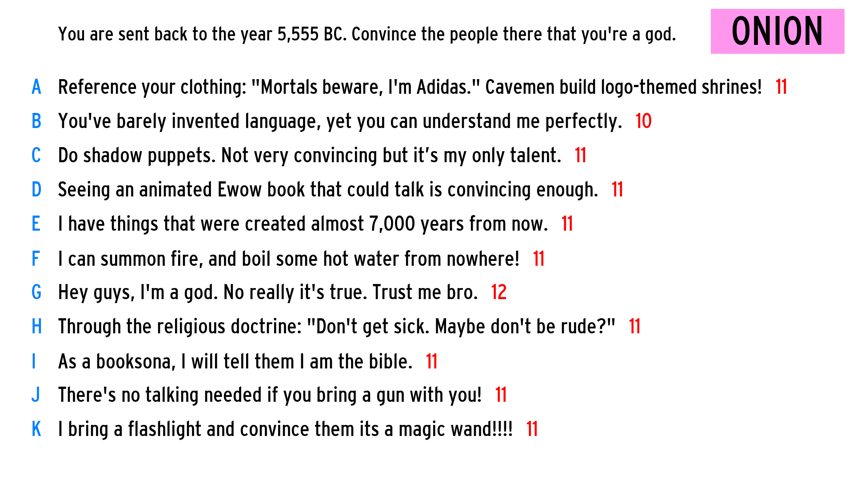 You are sent back to the year 5,555 BC. Convince the people there that you're a god.
ONION
A Reference your clothing: "Mortals beware, I'm Adidas." Cavemen build logo-themed shrines! 11
B You've barely invented language, yet you can understand me perfectly. 10
C Do shadow puppets. Not very convincing but it’s my only talent. 11
D Seeing an animated Ewow book that could talk is convincing enough. 11
E I have things that were created almost 7,000 years from now. 11
F I can summon fire, and boil some hot water from nowhere! 11
G Hey guys, I'm a god. No really it's true. Trust me bro. 12
H Through the religious doctrine: "Don't get sick. Maybe don't be rude?" 11
I As a booksona, I will tell them I am the bible. 11
J There's no talking needed if you bring a gun with you! 11
K I bring a flashlight and convince them its a magic wand!!!! 11